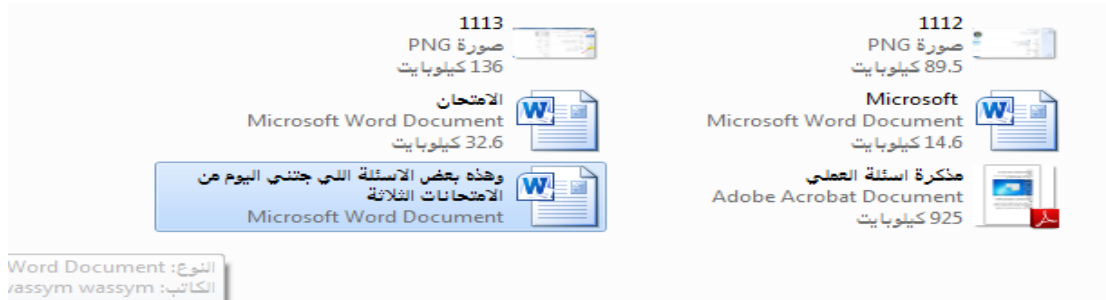 1112
صورة PNG
89.5 كيلوبايت
1113
صورة PNG
136 كيلوبايت
Microsoft
Microsoft Word Document
14.6 كيلوبايت
الامتحان
Microsoft Word Document
32.6 كيلوبايت
مذكرة اسئلة العملي
Adobe Acrobat Document
925 كيلوبايت
وهذه بعض الاسئلة اللي جتني اليوم من
الامتحانات الثلاثة
Microsoft Word Document
النوع: Word Document
الكاتب: wassym